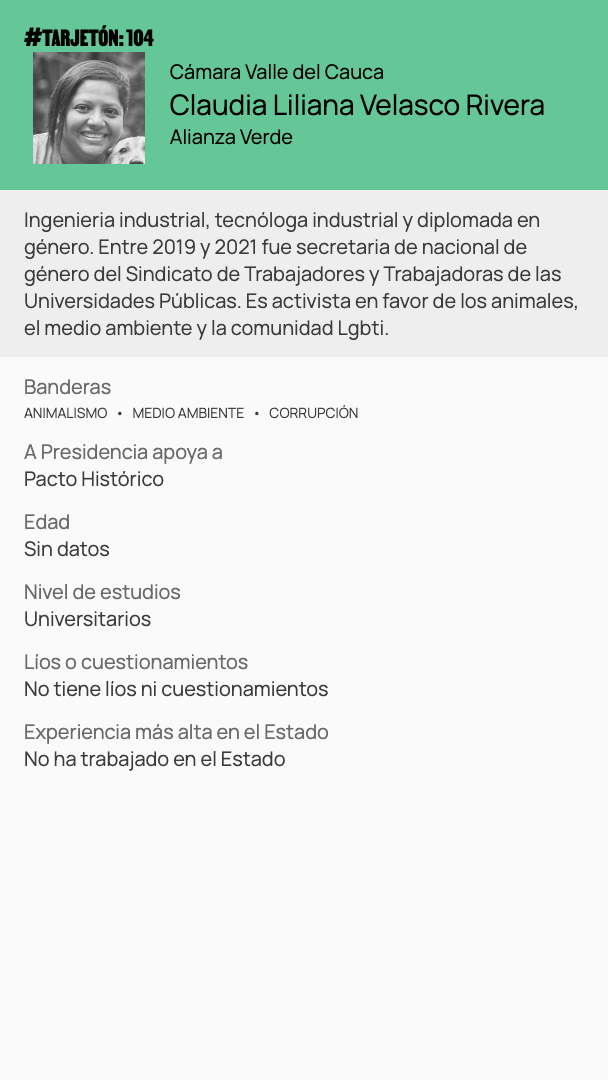 #TARJETÓN: 104
Cámara Valle del Cauca
Claudia Liliana Velasco Rivera
Alianza Verde
Ingenieria industrial, tecnóloga industrial y diplomada en
género. Entre 2019 y 2021 fue secretaria de nacional de
género del Sindicato de Trabajadores y Trabajadoras de las
Universidades Públicas. Es activista en favor de los animales,
el medio ambiente y la comunidad Lgbti.
Banderas
ANIMALISMO • MEDIO AMBIENTE • CORRUPCIÓN
A Presidencia apoya a
Pacto Histórico
Edad
Sin datos
Nivel de estudios
Universitarios
Líos o cuestionamientos
No tiene líos ni cuestionamientos
Experiencia más alta en el Estado
No ha trabajado en el Estado